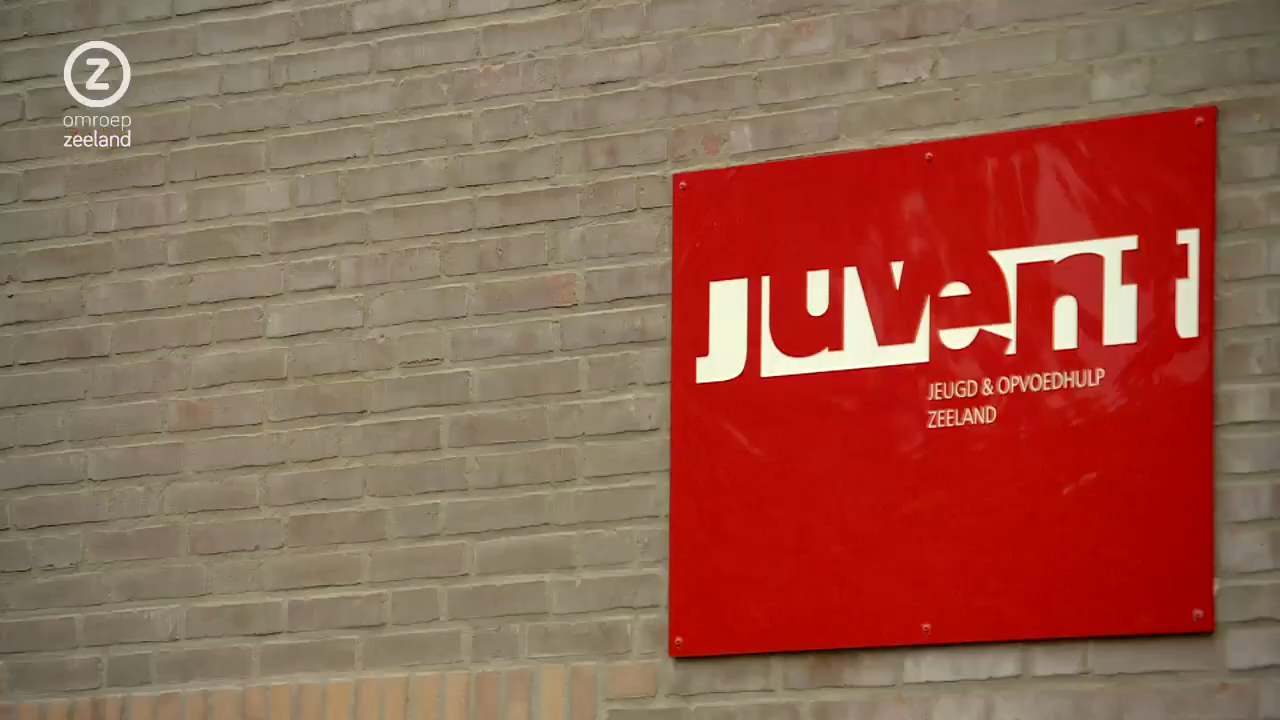 Z
omroep
zeeland
Juvent
JEUGD & OPVOEDHULP
ZEELAND